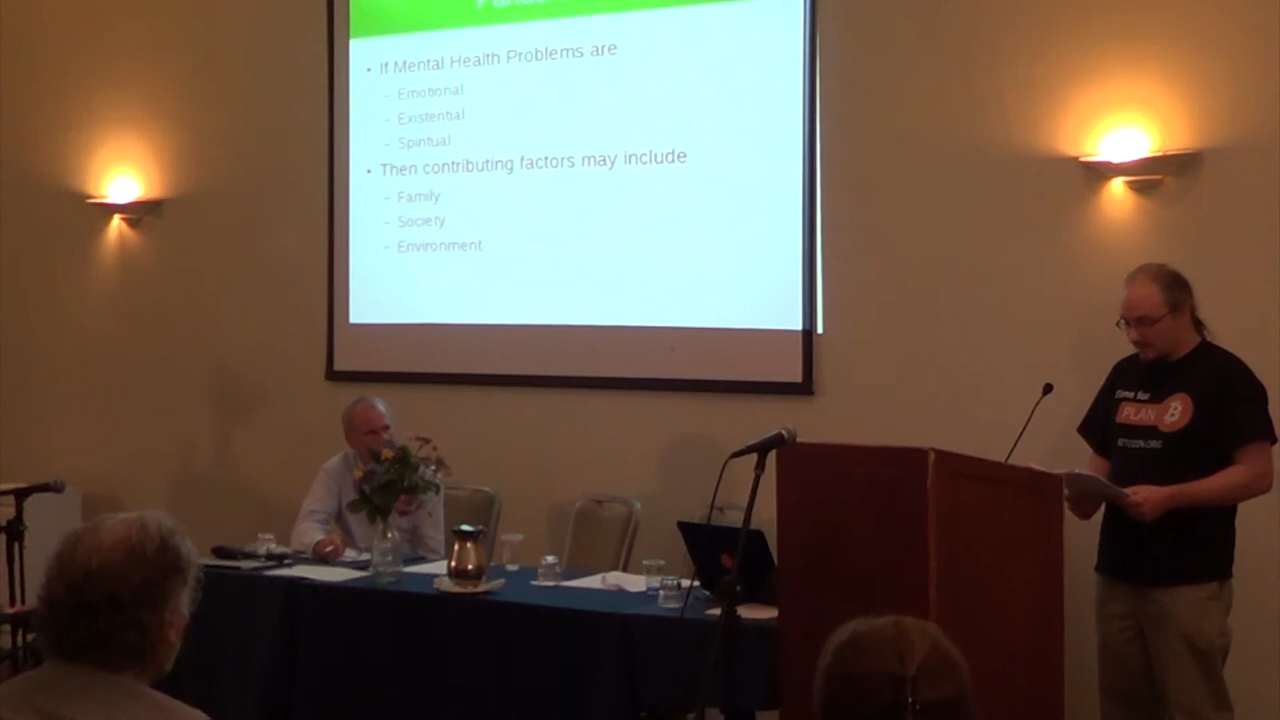 • If Mental Health Problems are
– Emotional
– Existential
– Spiritual
• Then contributing factors may include
– Family
– Society
– Environment
Time for
PLAN ₿